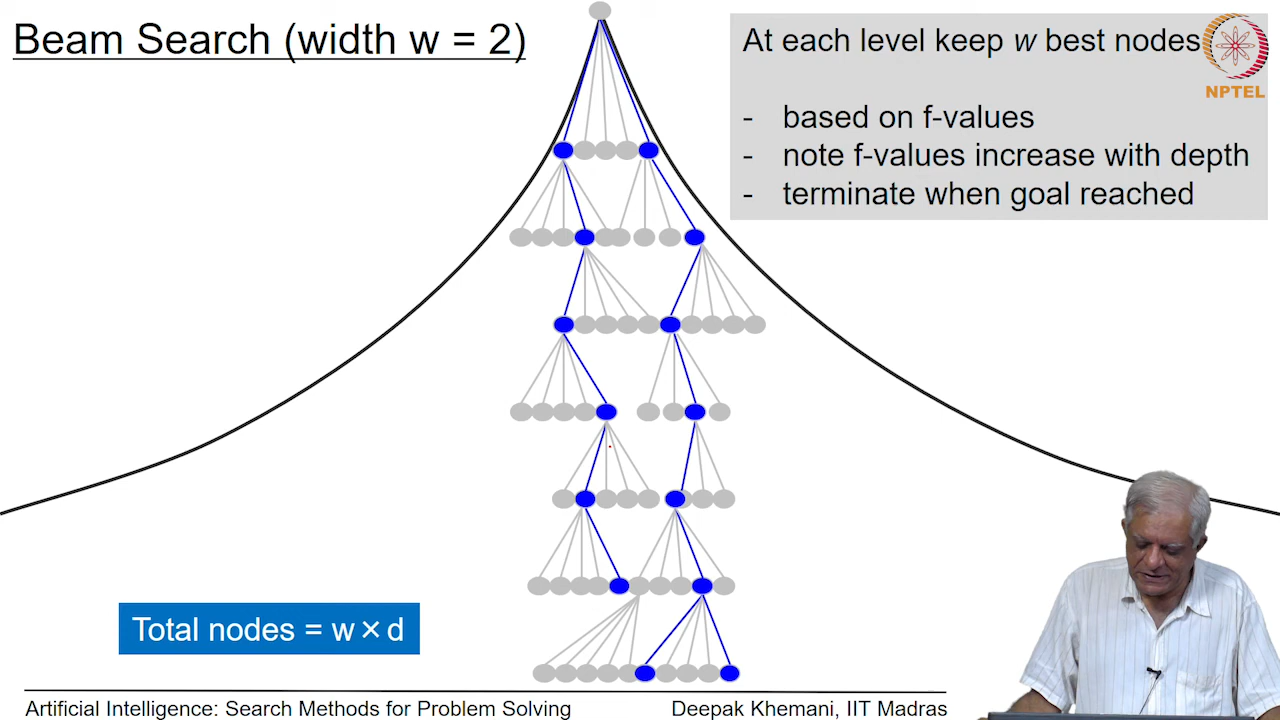 Beam Search (width w = 2)
At each level keep w best nodes
- based on f-values
- note f-values increase with depth
- terminate when goal reached
NPTEL
Total nodes = w × d
Artificial Intelligence: Search Methods for Problem Solving
Deepak Khemani, IIT Madras